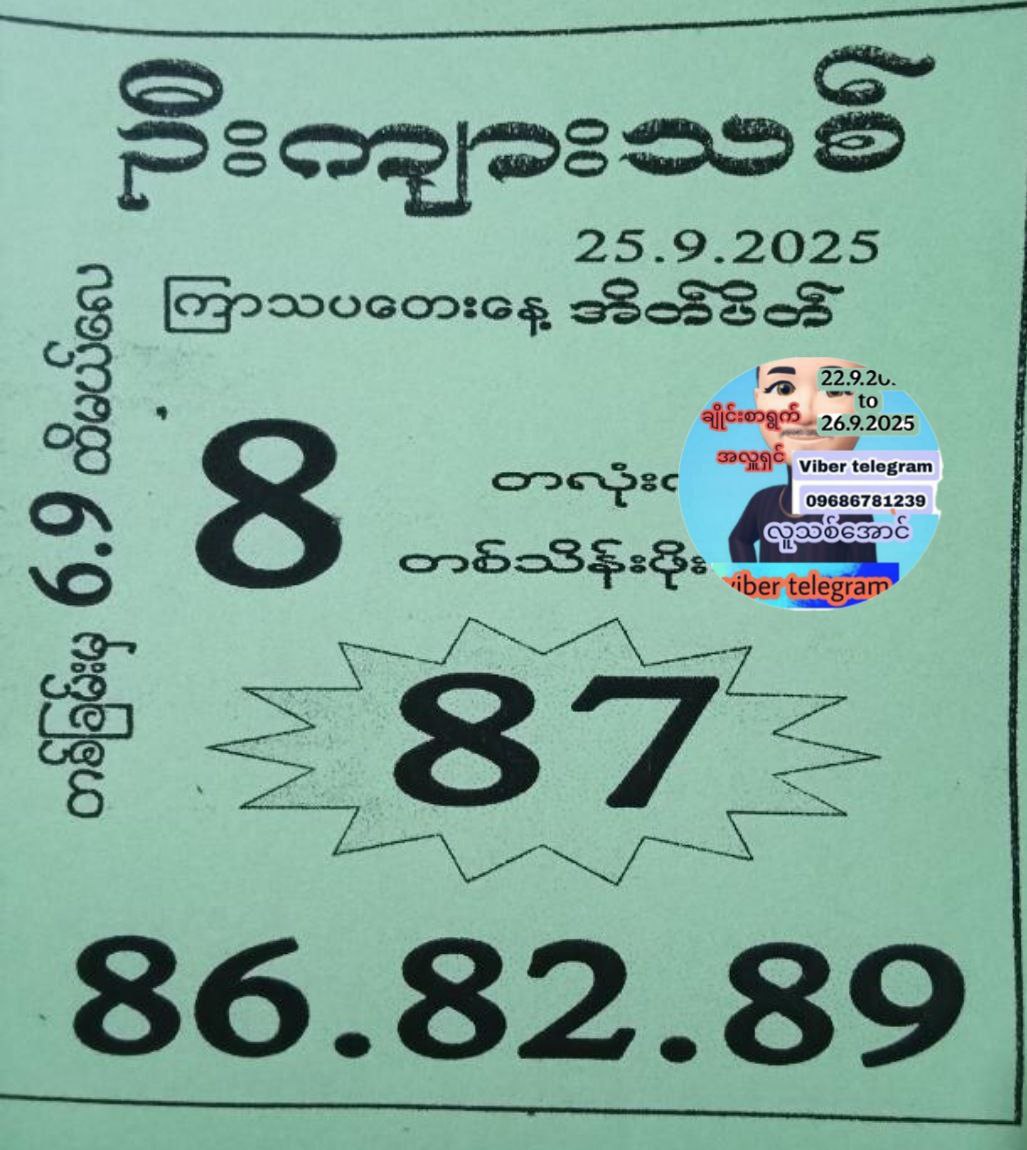 ဦးကျားသစ်
25.9.2025
ကြာသပတေးနေ့ အိတ်ပိတ်
တစ်ခြမ်းမှ 6.9 ထိမယ်လေ
8
တလုံး
တစ်သိန်းဖိုး
22.9.20
to
26.9.2025
ချိုင်းစာရွက်
အလှူရှင်
Viber telegram
09686781239
လူသစ်အောင်
viber telegram
87
86.82.89